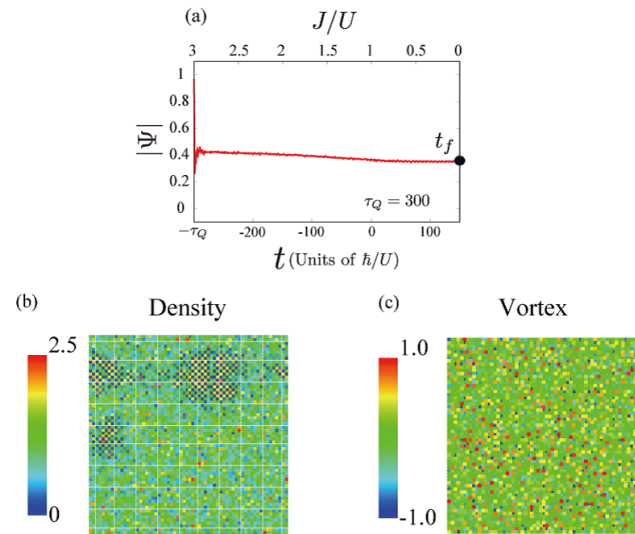 (a)
J/U
3 2.5 2 1.5 1 0.5 0
1
0.8
0.6
0.4
0.2
0
|Ψ|
t_f
τ_Q = 300
−τ_Q -200 -100 0 100
t (Units of ℏ/U)
(b) Density
2.5
0
(c) Vortex
1.0
-1.0